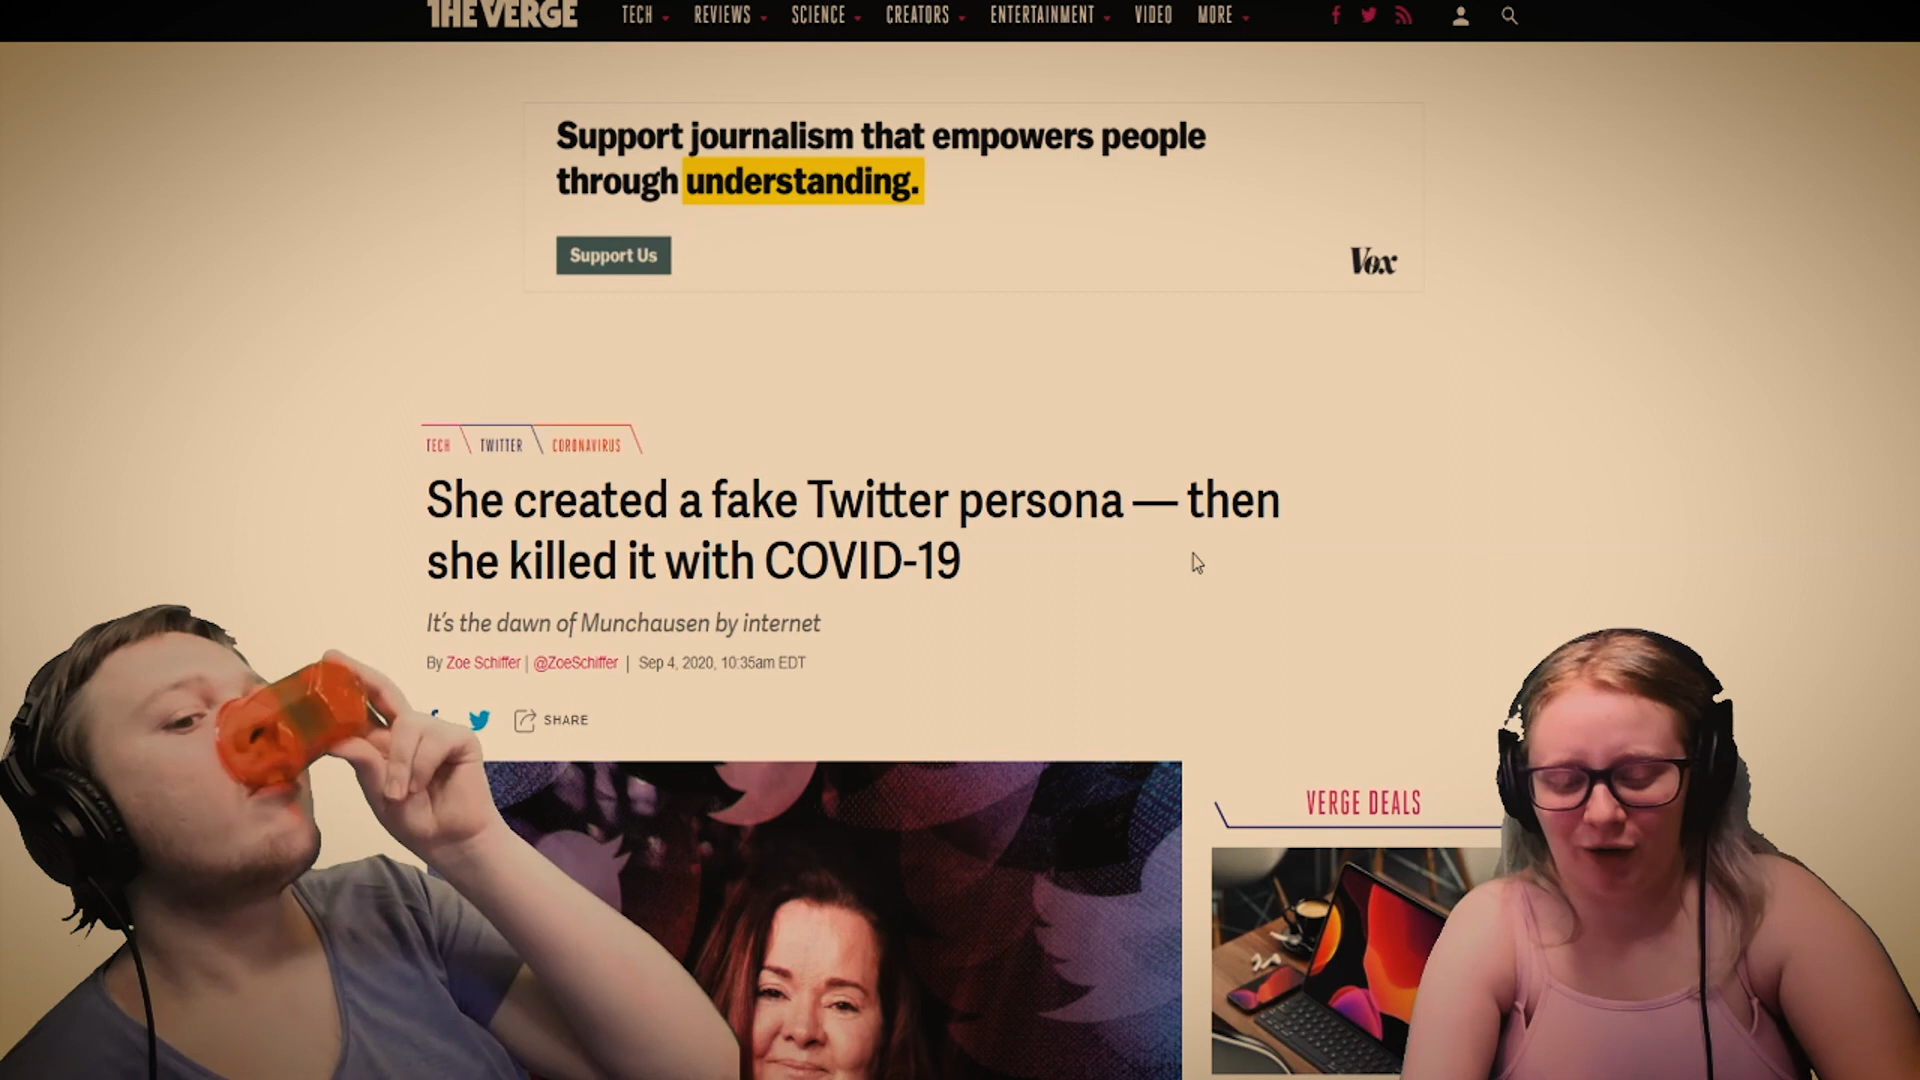 THE VERGE
TECH REVIEWS SCIENCE CREATORS ENTERTAINMENT VIDEO MORE
Support journalism that empowers people
through understanding.
Support Us
Vox
TECH TWITTER CORONAVIRUS
She created a fake Twitter persona — then
she killed it with COVID-19
It's the dawn of Munchausen by internet
By Zoe Schiffer | @ZoeSchiffer | Sep 4, 2020, 10:35am EDT
SHARE
VERGE DEALS